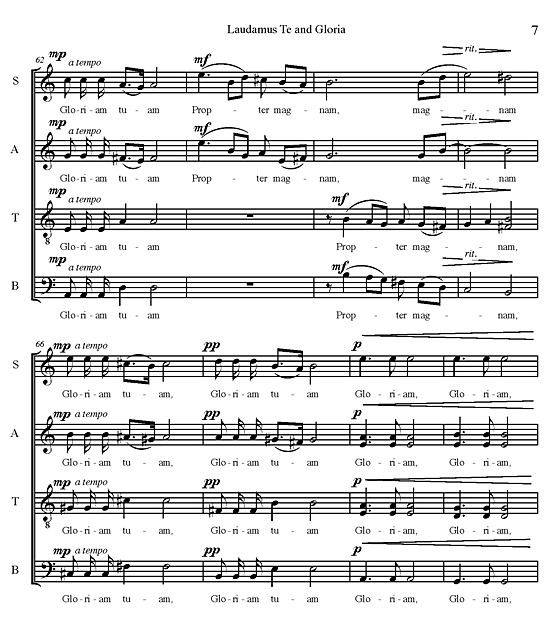 Laudamus Te and Gloria 7
rit.
62 mp a tempo mf
S
Glo-ri-am tu - am Prop - ter mag - nam, mag - nam
rit.
mp a tempo mf
A
Glo-ri-am tu - am Prop - ter mag - nam, mag - nam
rit.
mp a tempo mf
T
8
Glo-ri-am tu - am Prop - ter mag - nam,
rit.
mp a tempo mf
B
Glo-ri-am tu - am Prop - ter mag - nam,
66 mp a tempo pp p
S
Glo-ri-am tu - am, Glo-ri-am tu - am, Glo - ri-am, Glo - ri-am,
mp a tempo pp p
A
Glo-ri-am tu - am, Glo-ri-am tu - am, Glo - ri-am, Glo - ri-am,
mp a tempo pp p
T
8
Glo-ri-am tu - am, Glo-ri-am tu - am, Glo - ri-am, Glo - ri-am,
mp a tempo pp p
B
Glo-ri-am tu - am, Glo-ri-am tu - am, Glo - ri-am, Glo - ri-am,